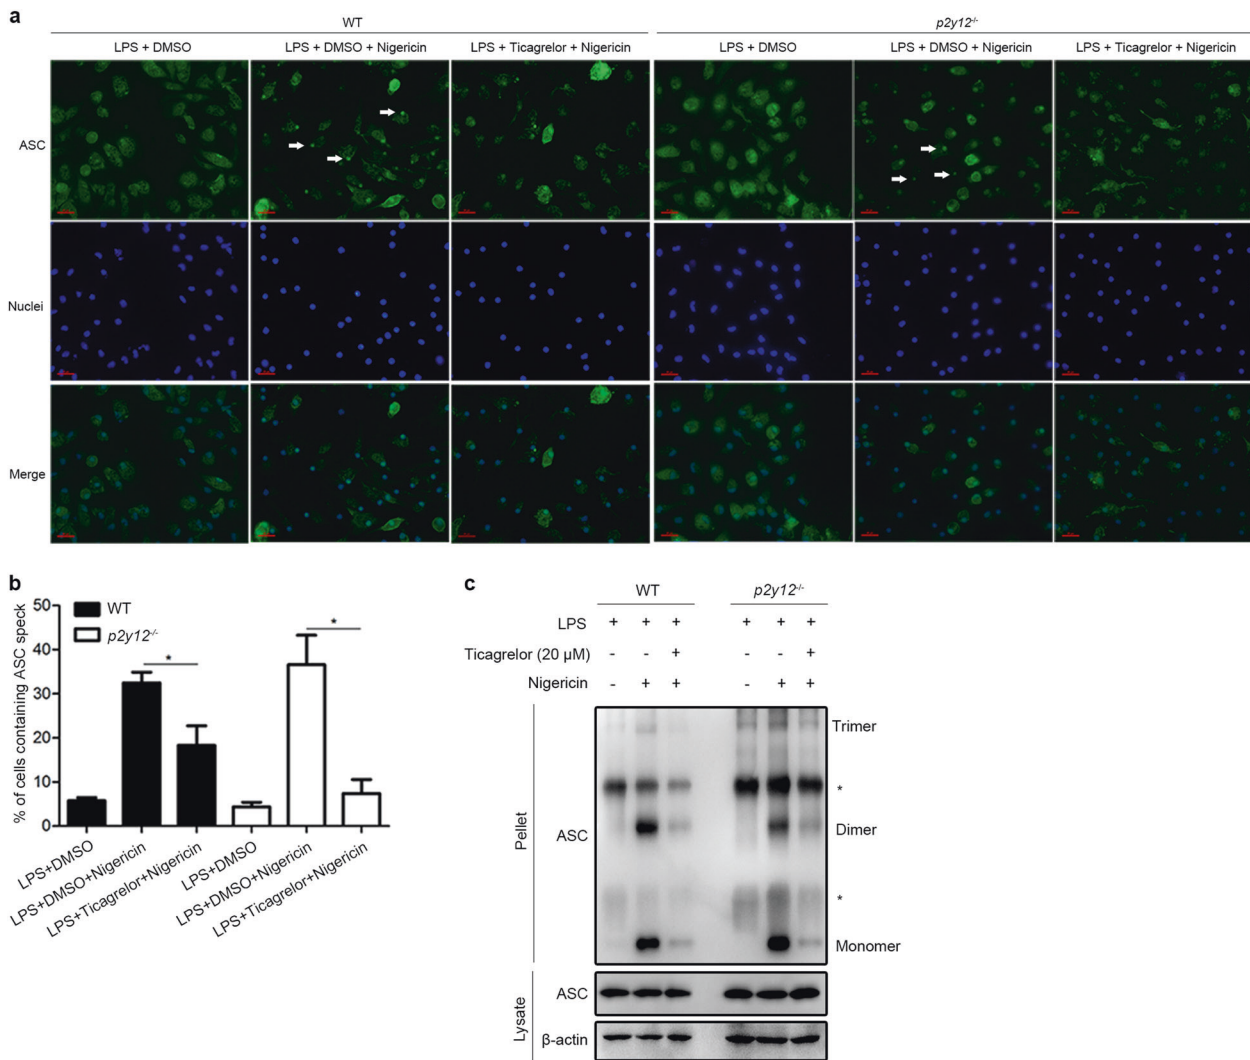 a
WT
p2y12-/-
LPS + DMSO
LPS + DMSO + Nigericin
LPS + Ticagrelor + Nigericin
LPS + DMSO
LPS + DMSO + Nigericin
LPS + Ticagrelor + Nigericin
ASC
Nuclei
Merge
b
% of cells containing ASC speck
50
40
30
20
10
0
WT
p2y12-/-
*
*
LPS+DMSO
LPS+DMSO+Nigericin
LPS+Ticagrelor+Nigericin
LPS+DMSO
LPS+DMSO+Nigericin
LPS+Ticagrelor+Nigericin
c
WT
p2y12-/-
LPS + + + + + +
Ticagrelor (20 μM) - - + - - +
Nigericin - + + - + +
Pellet
ASC
Trimer
*
Dimer
*
Monomer
Lysate
ASC
β-actin